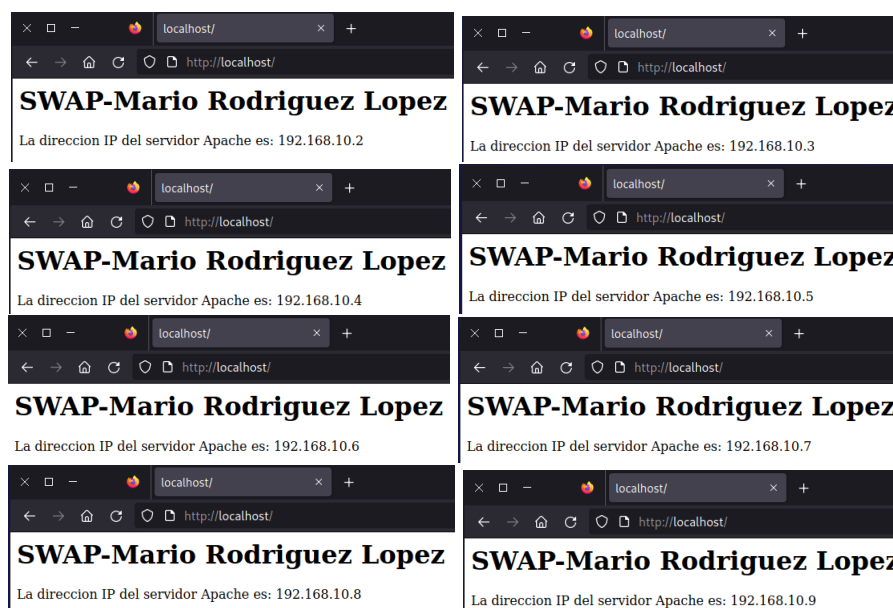 localhost/
http://localhost/
SWAP-Mario Rodriguez Lopez
La direccion IP del servidor Apache es: 192.168.10.2
localhost/
http://localhost/
SWAP-Mario Rodriguez Lopez
La direccion IP del servidor Apache es: 192.168.10.3
localhost/
http://localhost/
SWAP-Mario Rodriguez Lopez
La direccion IP del servidor Apache es: 192.168.10.4
localhost/
http://localhost/
SWAP-Mario Rodriguez Lopez
La direccion IP del servidor Apache es: 192.168.10.5
localhost/
http://localhost/
SWAP-Mario Rodriguez Lopez
La direccion IP del servidor Apache es: 192.168.10.6
localhost/
http://localhost/
SWAP-Mario Rodriguez Lopez
La direccion IP del servidor Apache es: 192.168.10.7
localhost/
http://localhost/
SWAP-Mario Rodriguez Lopez
La direccion IP del servidor Apache es: 192.168.10.8
localhost/
http://localhost/
SWAP-Mario Rodriguez Lopez
La direccion IP del servidor Apache es: 192.168.10.9